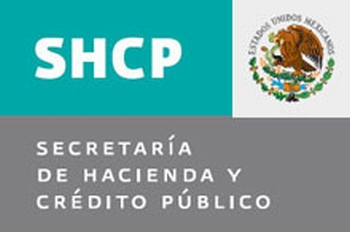 SHCP
ESTADOS UNIDOS MEXICANOS
SECRETARÍA
DE HACIENDA Y
CRÉDITO PÚBLICO